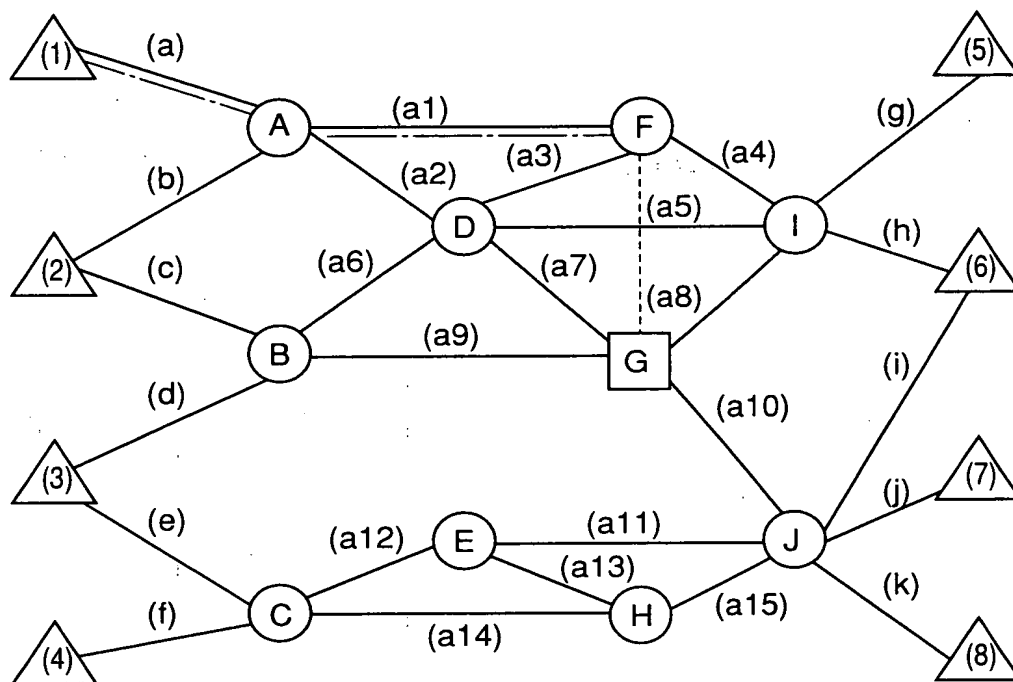 (1) (a) (5)
(a1) (g)
A F
(a3) (a4)
(b) (a2)
D (a5) I (h)
(2) (c) (a6) (a7) (6)
(a8)
B (a9) G (i)
(d) (a10)
(3) (7)
(e) (a12) E (a11) J (j)
(a13)
(f) C H (a15) (k)
(a14)
(4) (8)